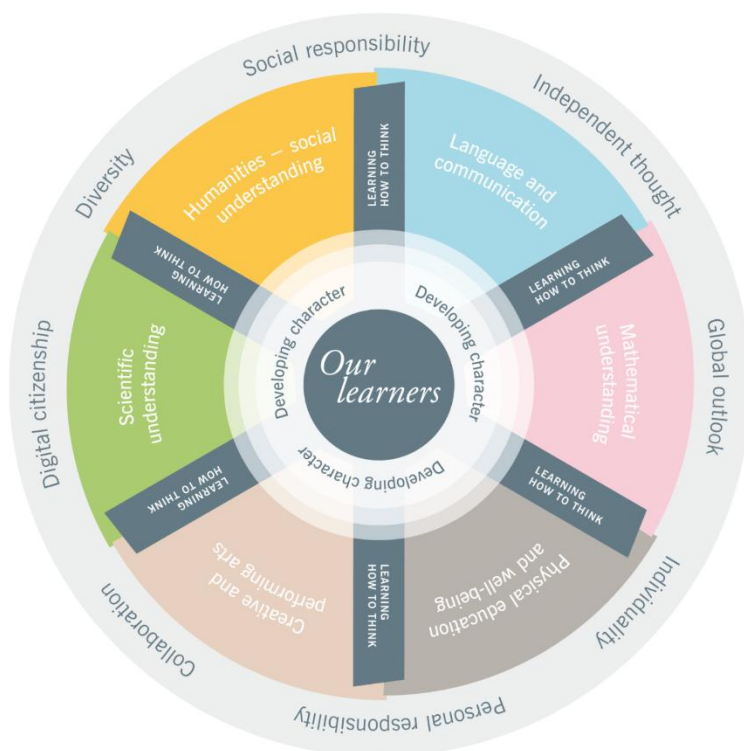 Social responsibility
Independent thought
Global outlook
Individuality
Personal responsibility
Collaboration
Digital citizenship
Diversity
Language and
communication
Mathematical
understanding
Physical education
and well-being
Creative and
performing arts
Scientific
understanding
Humanities – social
understanding
LEARNING
HOW TO THINK
LEARNING
HOW TO THINK
LEARNING
HOW TO THINK
LEARNING
HOW TO THINK
LEARNING
HOW TO THINK
LEARNING
HOW TO THINK
Developing character
Developing character
Developing character
Our
learners